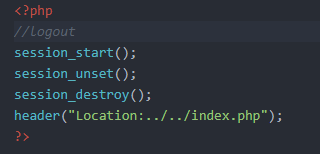 <?php
//logout
session_start();
session_unset();
session_destroy();
header("Location:../../index.php");
?>